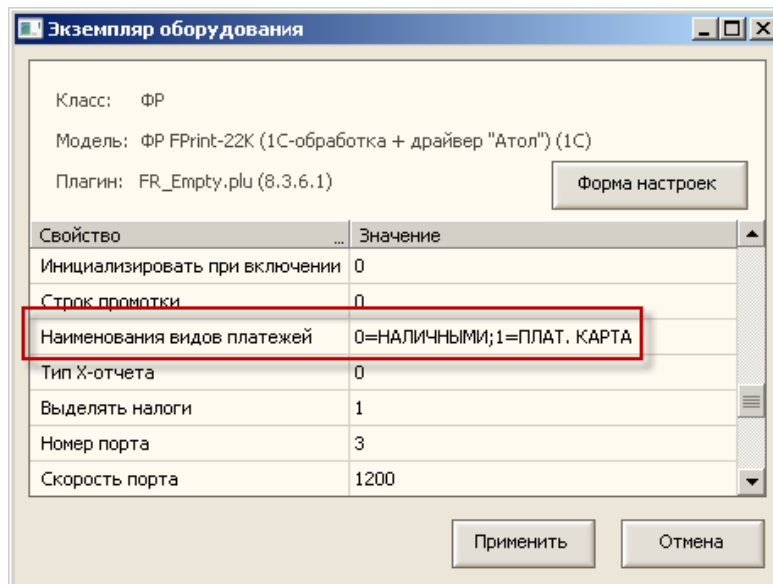 Экземпляр оборудования
Класс: ФР
Модель: ФР FPrint-22K (1С-обработка + драйвер "Атол") (1С)
Плагин: FR_Empty.plu (8.3.6.1)
Форма настроек
Свойство ... Значение
Инициализировать при включении 0
Строк промотки 0
Наименования видов платежей 0=НАЛИЧНЫМИ;1=ПЛАТ. КАРТА
Тип Х-отчета 0
Выделять налоги 1
Номер порта 3
Скорость порта 1200
Применить Отмена